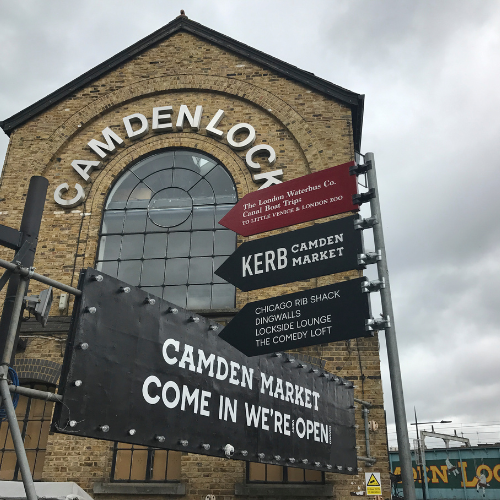 CAMDEN LOCK
The London Waterbus Co.
Canal Boat Trips
TO LITTLE VENICE & LONDON ZOO
KERB CAMDEN
MARKET
CHICAGO RIB SHACK
DINGWALLS
LOCKSIDE LOUNGE
THE COMEDY LOFT
CAMDEN MARKET
COME IN WE'RE OPEN